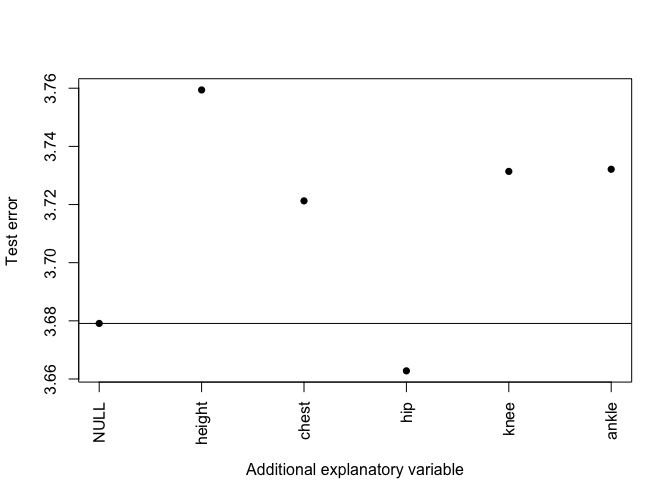 Test error
3.76
3.74
3.72
3.70
3.68
3.66
NULL
height
chest
hip
knee
ankle
Additional explanatory variable